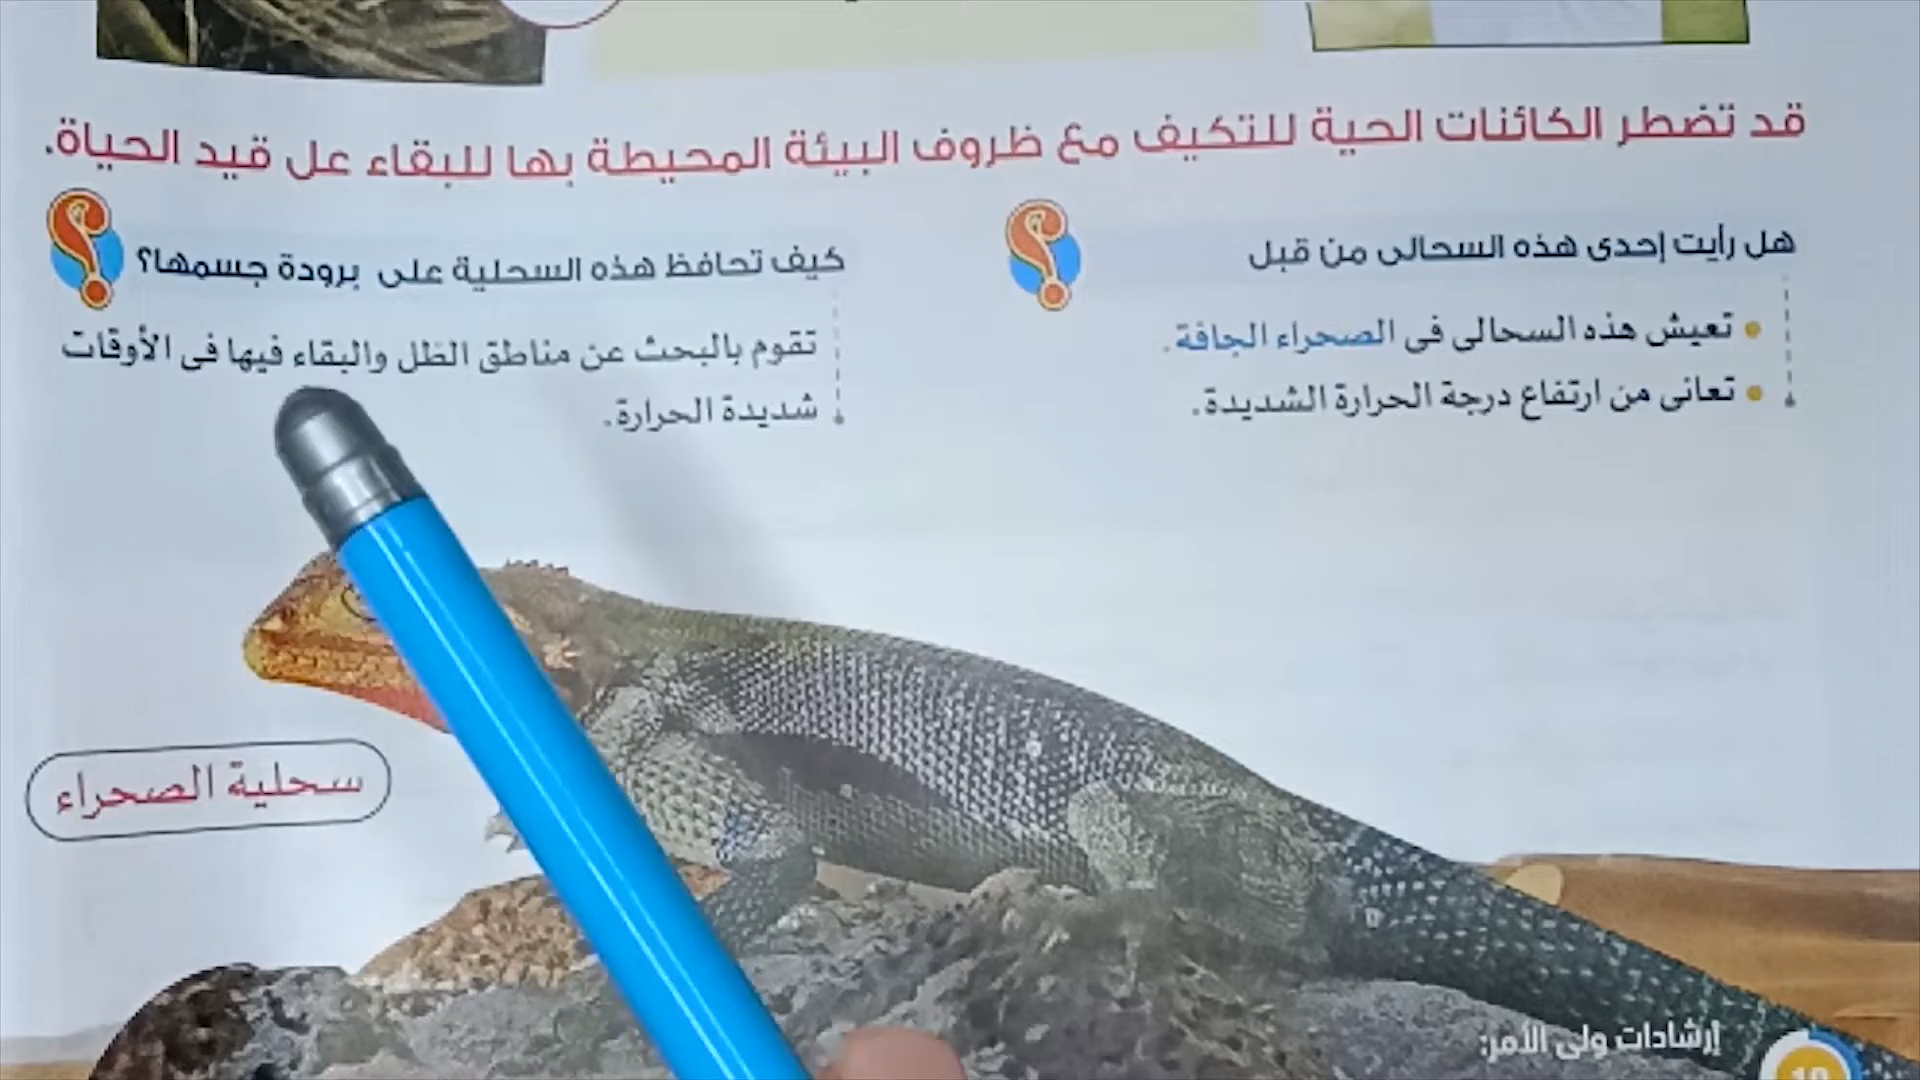 قد تضطر الكائنات الحية للتكيف مع ظروف البيئة المحيطة بها للبقاء عل قيد الحياة.
هل رأيت إحدى هذه السحالى من قبل
تعيش هذه السحالى فى الصحراء الجافة.
تعانى من ارتفاع درجة الحرارة الشديدة.
كيف تحافظ هذه السحلية على برودة جسمها؟
تقوم بالبحث عن مناطق الظل والبقاء فيها فى الأوقات
شديدة الحرارة.
سحلية الصحراء
إرشادات ولى الأمر: